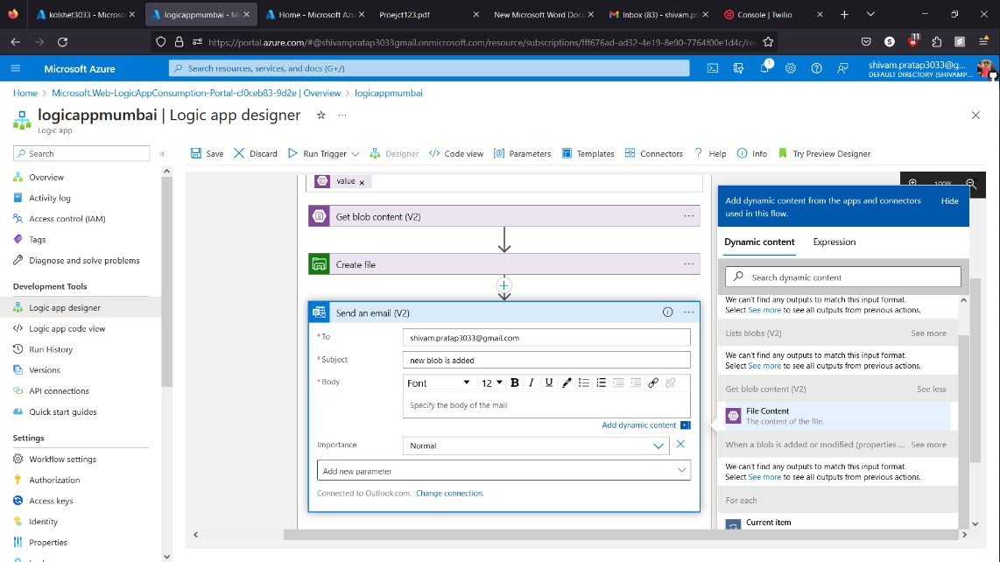 kolshet3033 - Microso
logicappmumbai - Mi
Home - Microsoft Az
Proejct123.pdf
New Microsoft Word Docu
Inbox (83) - shivam.pr
Console | Twilio
https://portal.azure.com/#@shivampratap3033gmail.onmicrosoft.com/resource/subscriptions/fff676ad-ad32-4e19-8e90-7764f00e1d4c/re
11
Microsoft Azure
Search resources, services, and docs (G+/)
1
shivam.pratap3033@g...
DEFAULT DIRECTORY (SHIVAMP...
Home > Microsoft.Web-LogicAppConsumption-Portal-cf0ceb83-9d2e | Overview > logicappmumbai
logicappmumbai | Logic app designer
Logic app
Search
Save
Discard
Run Trigger
Designer
Code view
Parameters
Templates
Connectors
Help
Info
Try Preview Designer
Overview
Activity log
Access control (IAM)
Tags
Diagnose and solve problems
Development Tools
Logic app designer
Logic app code view
Run History
Versions
API connections
Quick start guides
Settings
Workflow settings
Authorization
Access keys
Identity
Properties
value
Get blob content (V2)
Create file
Send an email (V2)
* To
shivam.pratap3033@gmail.com
* Subject
new blob is added
* Body
Font
12
B I U
Specify the body of the mail
Add dynamic content
Importance
Normal
Add new parameter
Connected to Outlook.com. Change connection.
100%
Add dynamic content from the apps and connectors
used in this flow.
Hide
Dynamic content
Expression
Search dynamic content
We can't find any outputs to match this input format.
Select See more to see all outputs from previous actions.
Lists blobs (V2)
See more
We can't find any outputs to match this input format.
Select See more to see all outputs from previous actions.
Get blob content (V2)
See less
File Content
The content of the file.
When a blob is added or modified (properties ...
See more
We can't find any outputs to match this input format.
Select See more to see all outputs from previous actions.
For each
Current item